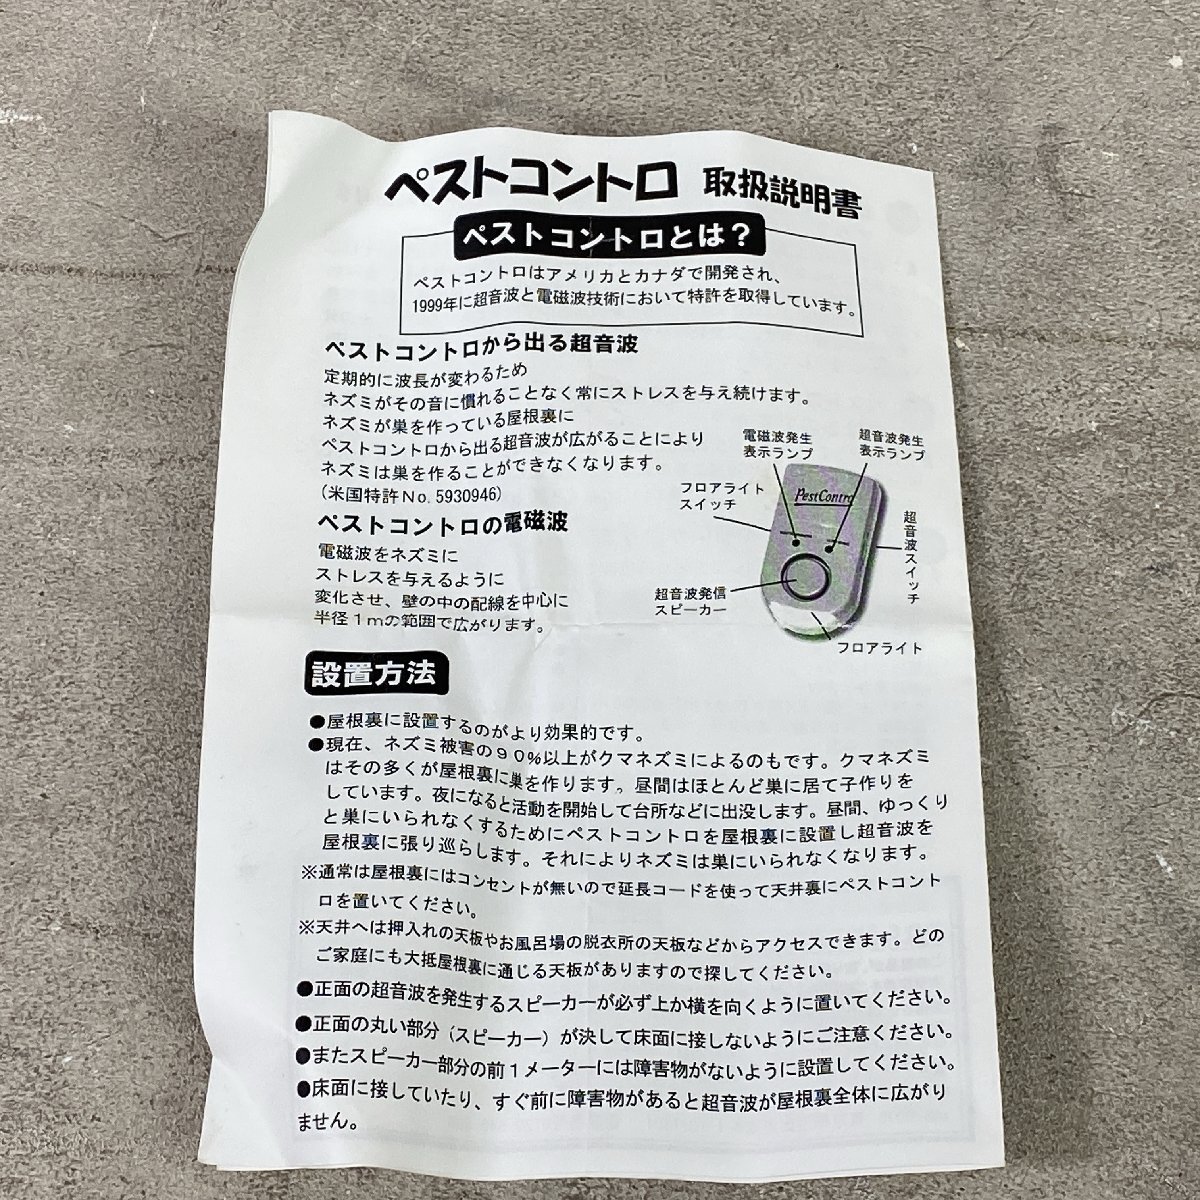 ペストコントロ 取扱説明書
ペストコントロとは？
ペストコントロはアメリカとカナダで開発され、
1999年に超音波と電磁波技術において特許を取得しています。
ペストコントロから出る超音波
定期的に波長が変わるため
ネズミがその音に慣れることなく常にストレスを与え続けます。
ネズミが巣を作っている屋根裏に
ペストコントロから出る超音波が広がることにより
ネズミは巣を作ることができなくなります。
(米国特許No. 5930946)
ペストコントロの電磁波
電磁波をネズミに
ストレスを与えるように
変化させ、壁の中の配線を中心に
半径１ｍの範囲で広がります。
電磁波発生
表示ランプ
超音波発生
表示ランプ
フロアライト
スイッチ
PestContro
超音波スイッチ
超音波発信
スピーカー
フロアライト
設置方法
●屋根裏に設置するのがより効果的です。
●現在、ネズミ被害の９０%以上がクマネズミによるのもです。クマネズミ
はその多くが屋根裏に巣を作ります。昼間はほとんど巣に居て子作りを
しています。夜になると活動を開始して台所などに出没します。昼間、ゆっくり
と巣にいられなくするためにペストコントロを屋根裏に設置し超音波を
屋根裏に張り巡らします。それによりネズミは巣にいられなくなります。
※通常は屋根裏にはコンセントが無いので延長コードを使って天井裏にペストコント
ロを置いてください。
※天井へは押入れの天板やお風呂場の脱衣所の天板などからアクセスできます。どの
ご家庭にも大抵屋根裏に通じる天板がありますので探してください。
●正面の超音波を発生するスピーカーが必ず上か横を向くように置いてください。
●正面の丸い部分（スピーカー）が決して床面に接しないようにご注意ください。
●またスピーカー部分の前１メーターには障害物がないように設置してください。
●床面に接していたり、すぐ前に障害物があると超音波が屋根裏全体に広がり
ません。